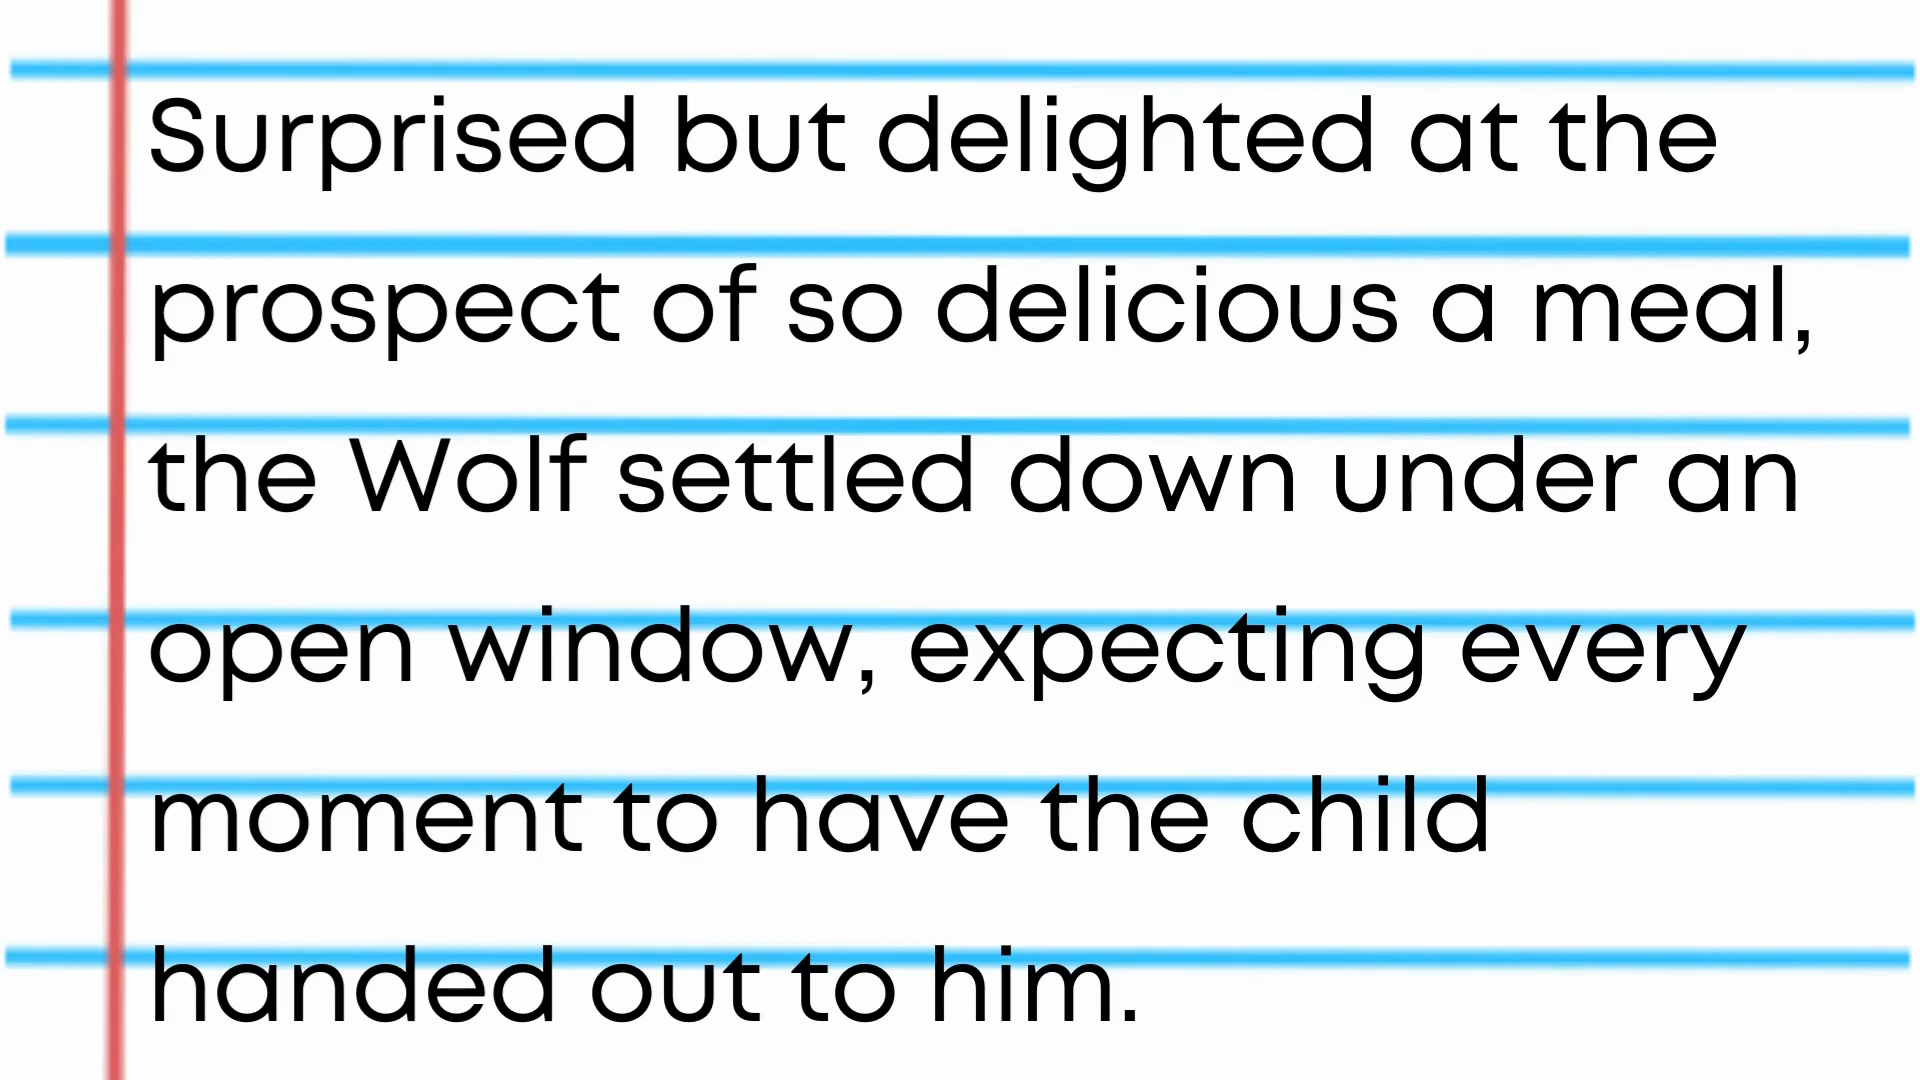 Surprised but delighted at the
prospect of so delicious a meal,
the Wolf settled down under an
open window, expecting every
moment to have the child
handed out to him.